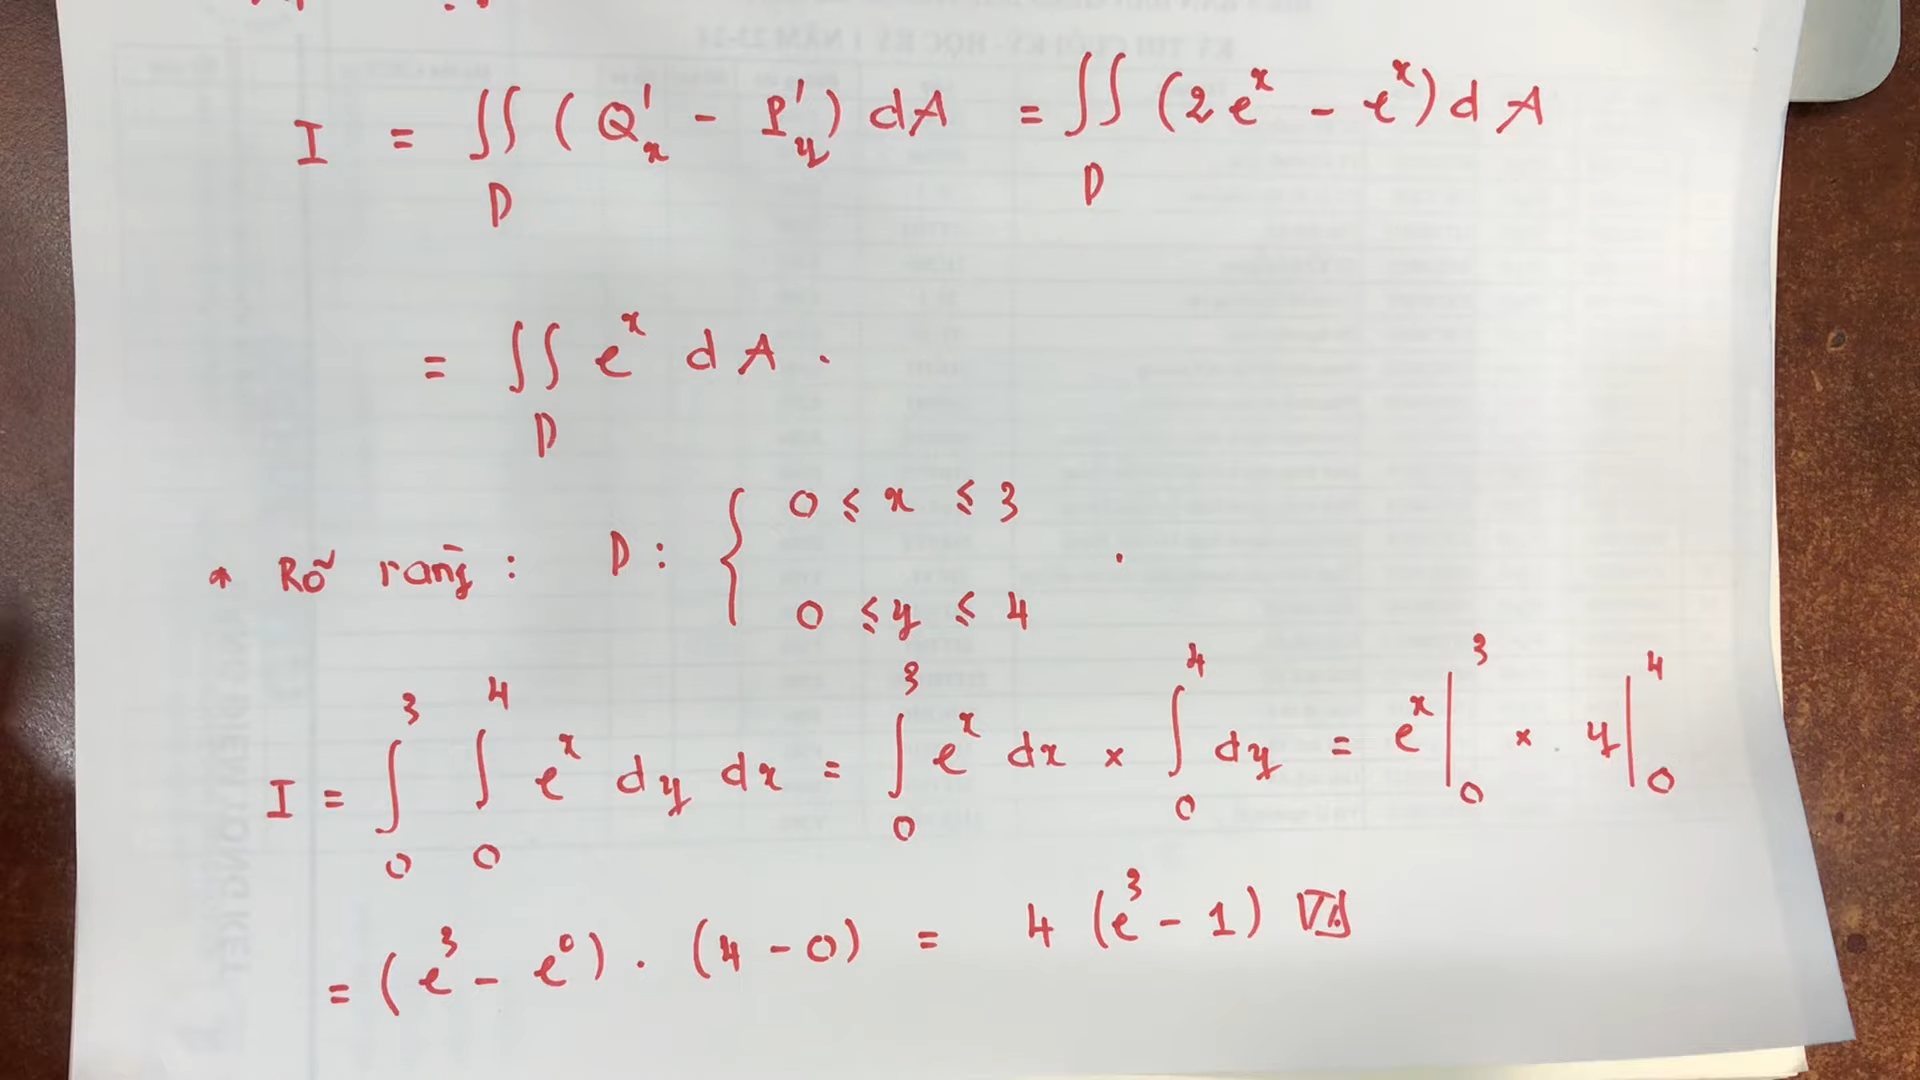 I = ∬_D (Q'_x - P'_y) dA = ∬_D (2e^x - e^x) dA
= ∬_D e^x dA .
* Rõ ràng : D : { 0 ≤ x ≤ 3 .
0 ≤ y ≤ 4
I = ∫_0^3 ∫_0^4 e^x dy dx = ∫_0^3 e^x dx × ∫_0^4 dy = e^x |_0^3 × y |_0^4
= (e^3 - e^0) . (4 - 0) = 4 (e^3 - 1)